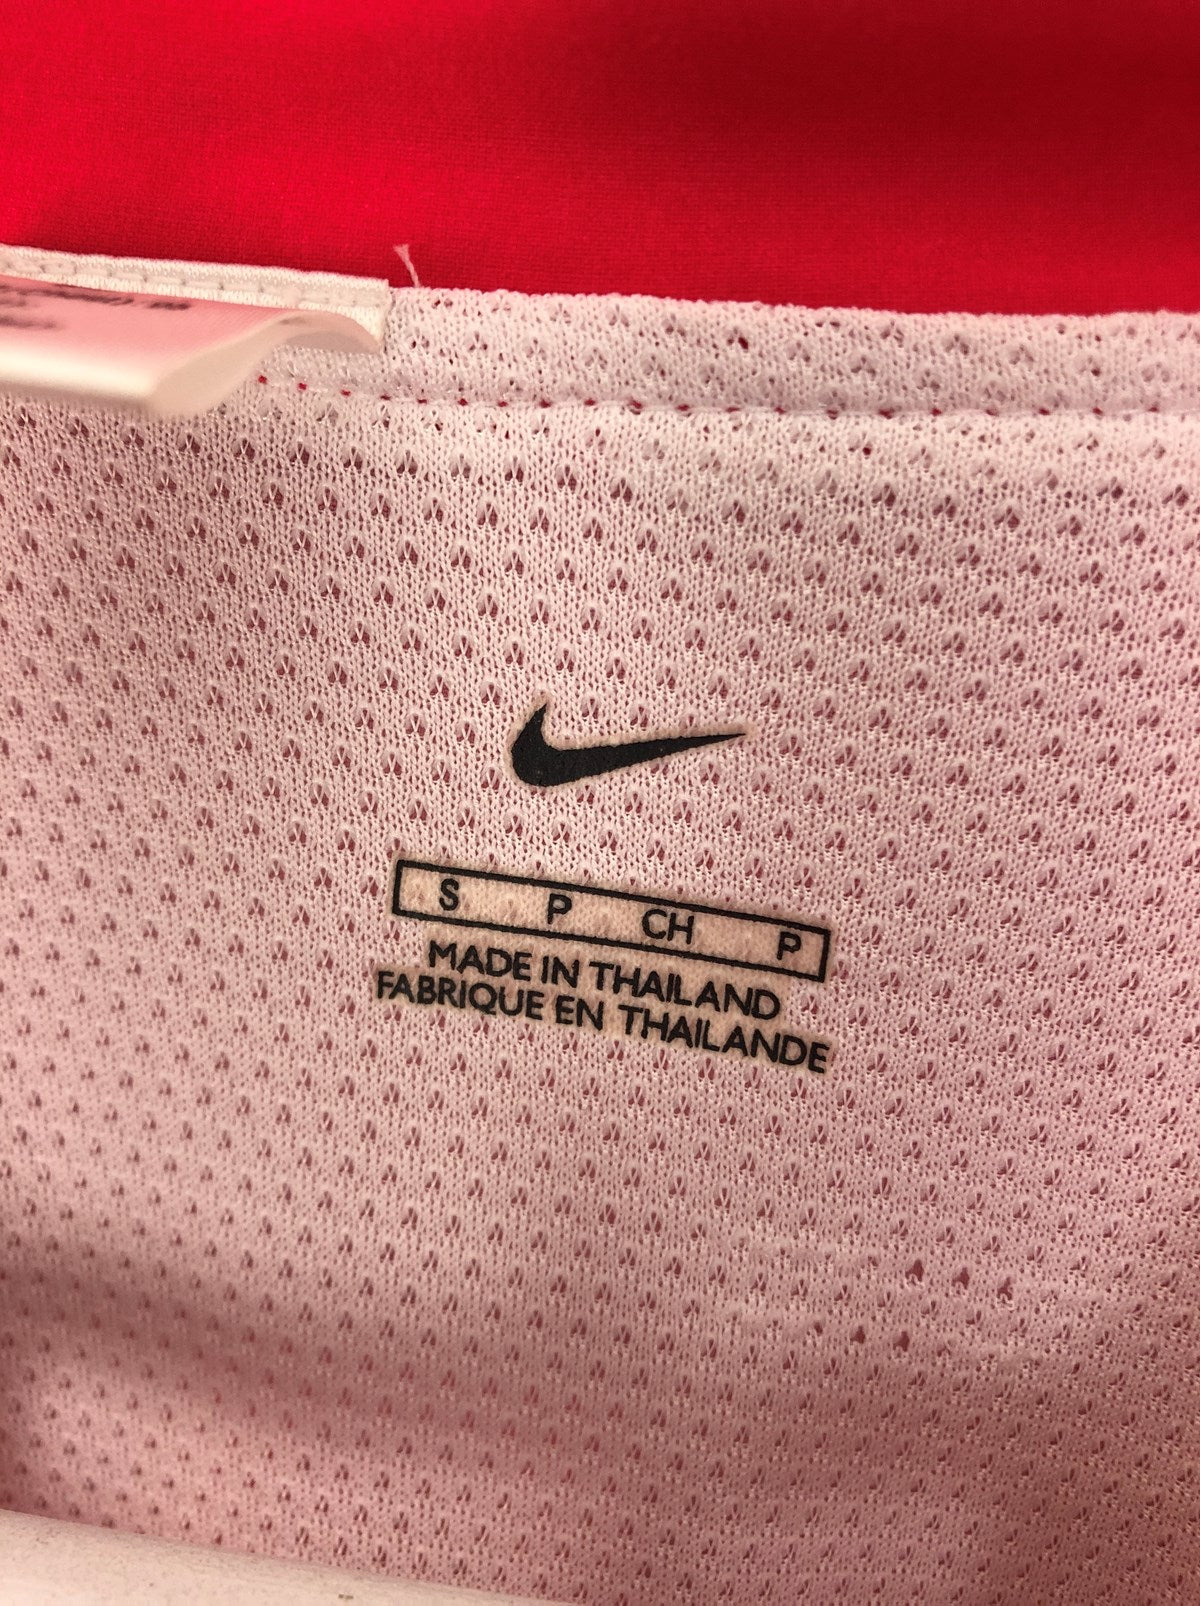 S P CH P
MADE IN THAILAND
FABRIQUE EN THAILANDE